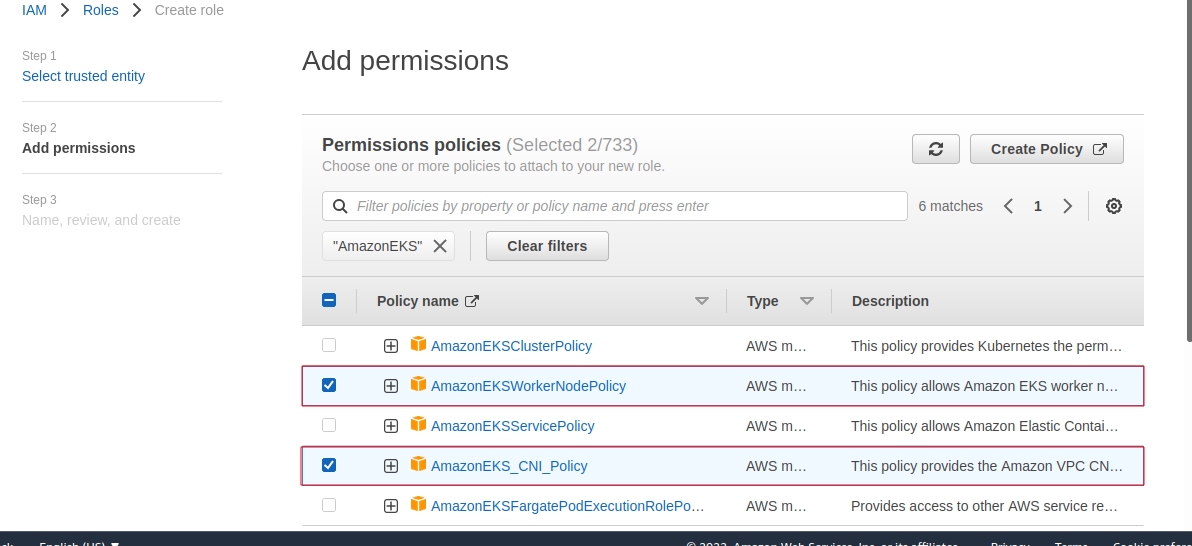 IAM > Roles > Create role
Step 1
Select trusted entity
Step 2
Add permissions
Step 3
Name, review, and create
Add permissions
Permissions policies (Selected 2/733)
Choose one or more policies to attach to your new role.
Create Policy
Filter policies by property or policy name and press enter
6 matches
1
"AmazonEKS"
Clear filters
Policy name Type Description
AmazonEKSClusterPolicy AWS m… This policy provides Kubernetes the perm…
AmazonEKSWorkerNodePolicy AWS m… This policy allows Amazon EKS worker n…
AmazonEKSServicePolicy AWS m… This policy allows Amazon Elastic Contai…
AmazonEKS_CNI_Policy AWS m… This policy provides the Amazon VPC CN…
AmazonEKSFargatePodExecutionRolePo… AWS m… Provides access to other AWS service re…
English (US) © 2022, Amazon Web Services, Inc. or its affiliates. Privacy Terms Cookie prefer